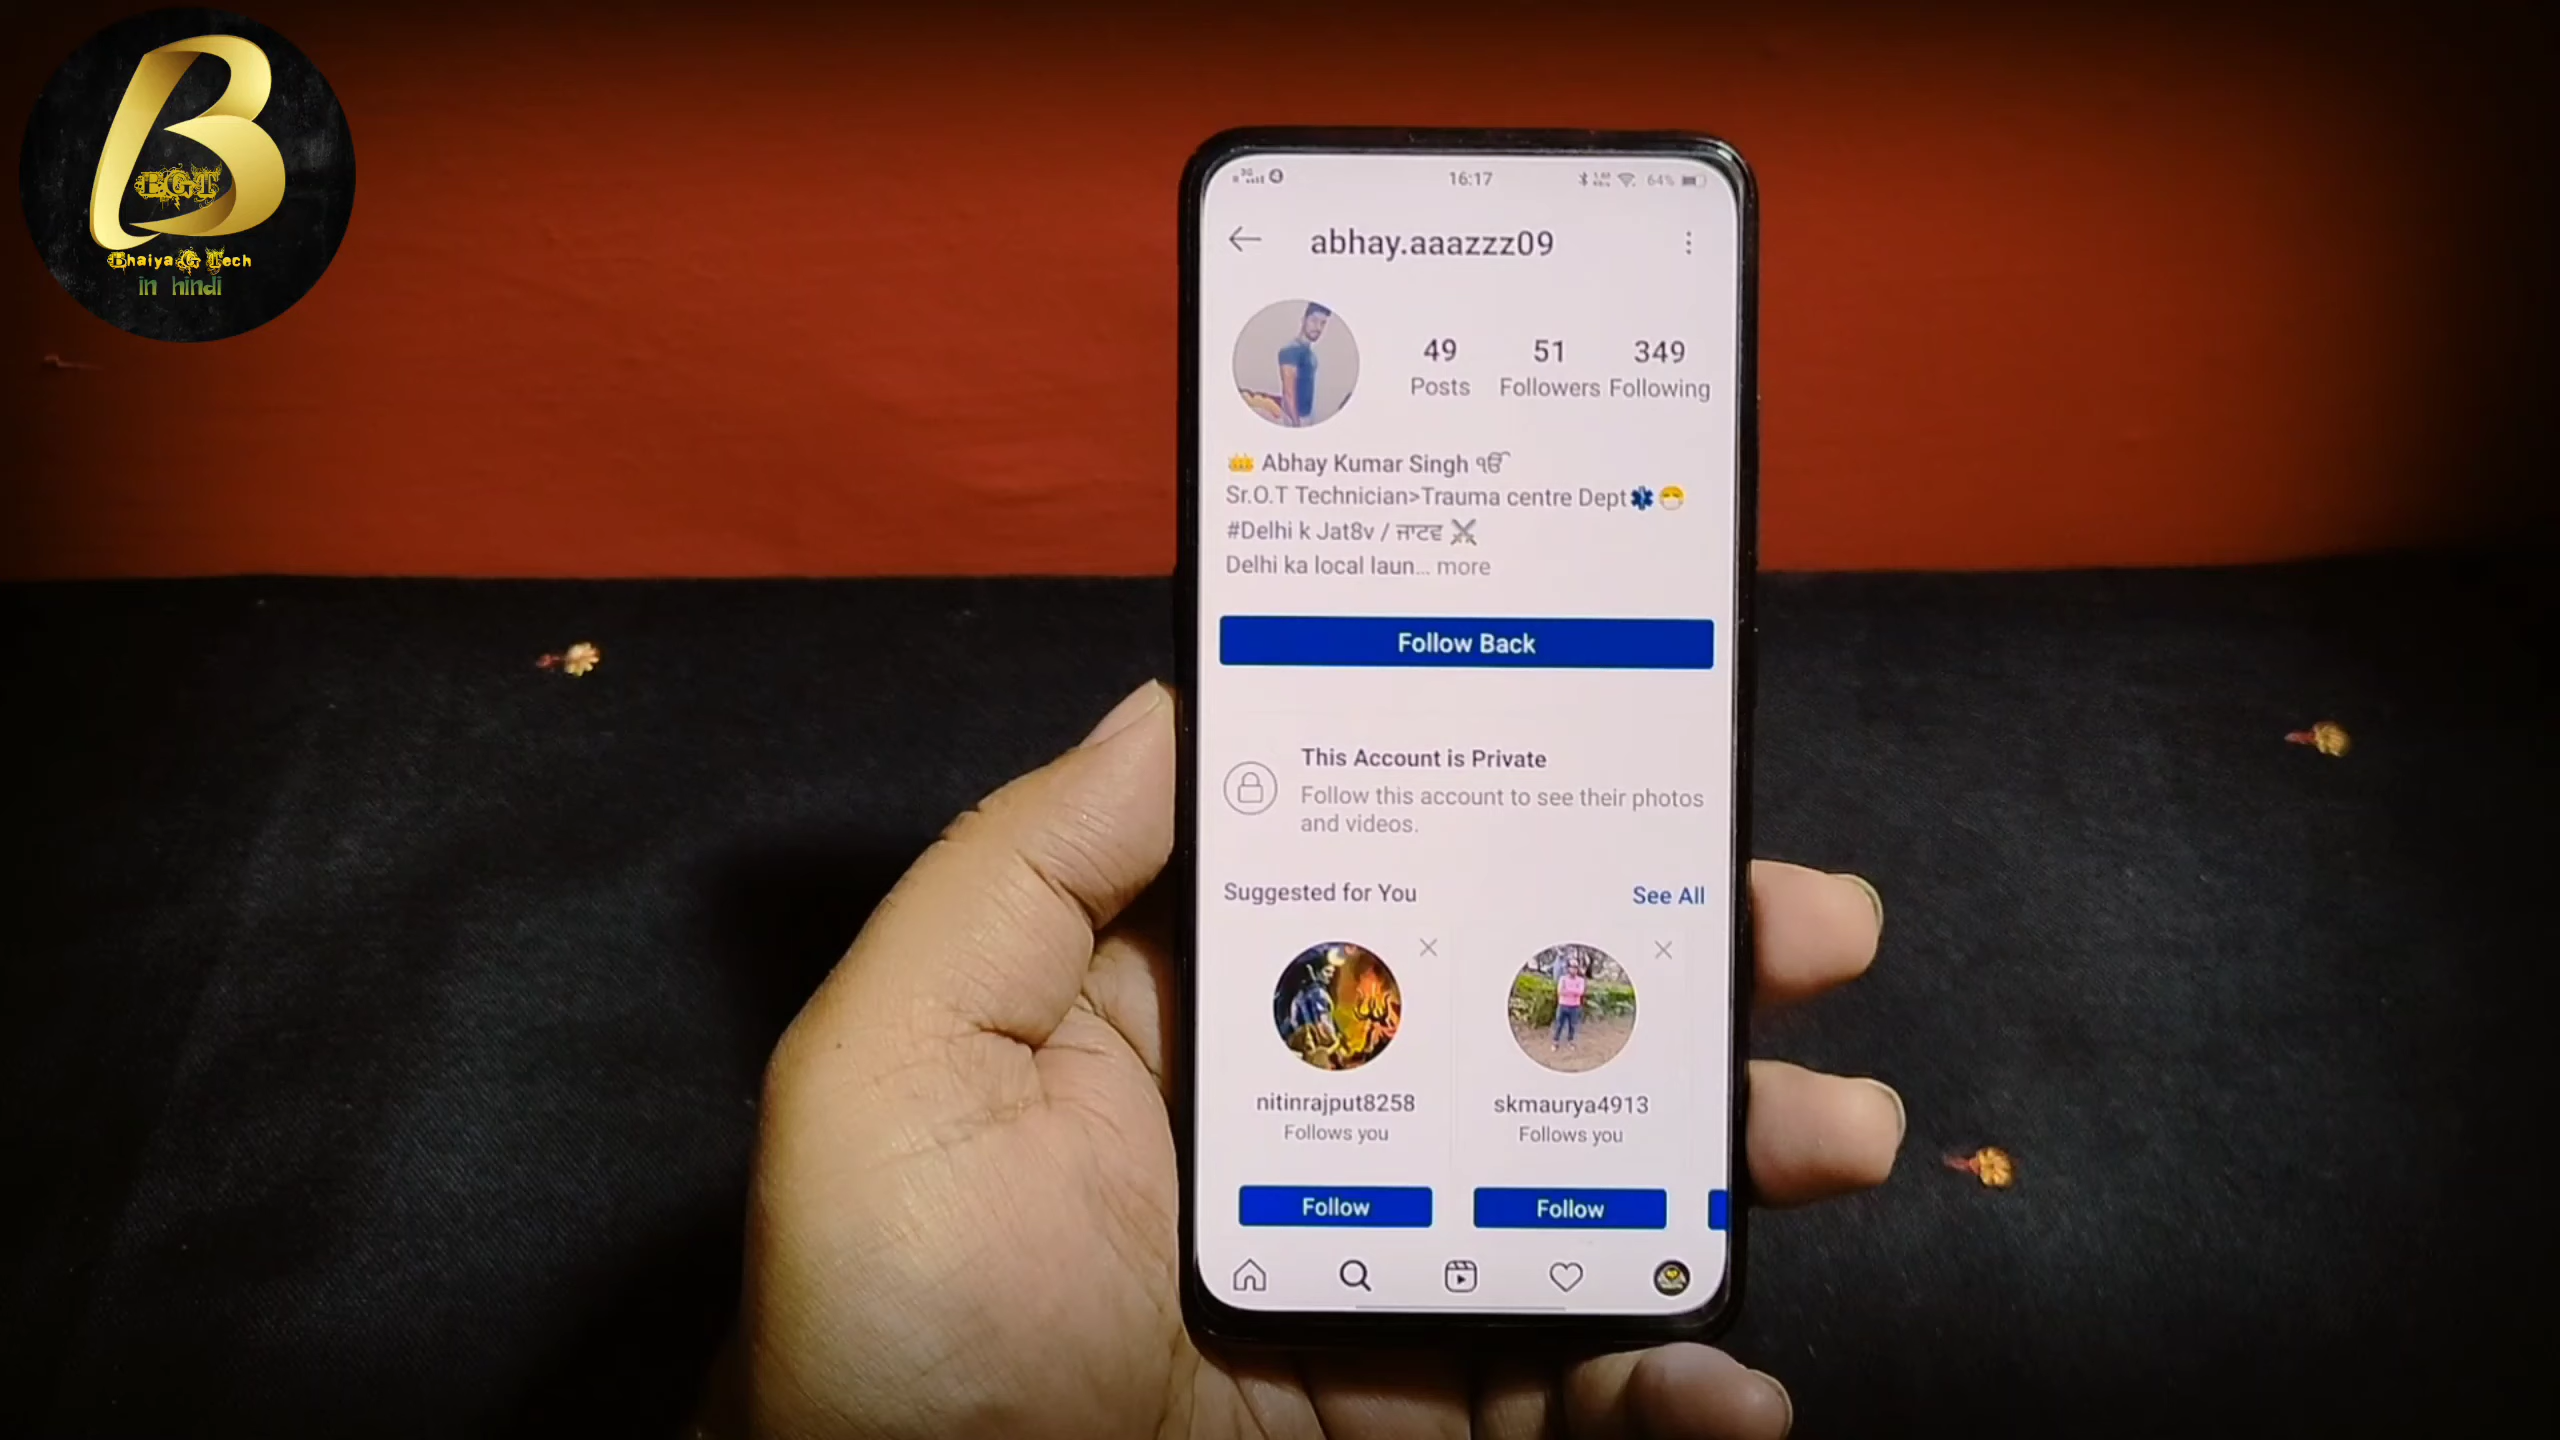 BGT
Bhaiya G Tech
in hindi
16:17
64%
abhay.aaazzz09
49 51 349
Posts Followers Following
👑 Abhay Kumar Singh ੴ
Sr.O.T Technician>Trauma centre Dept⚕😷
#Delhi k Jat8v / ਜਾਟਵ ⚔
Delhi ka local laun... more
Follow Back
This Account is Private
Follow this account to see their photos
and videos.
Suggested for You See All
nitinrajput8258 skmaurya4913
Follows you Follows you
Follow Follow